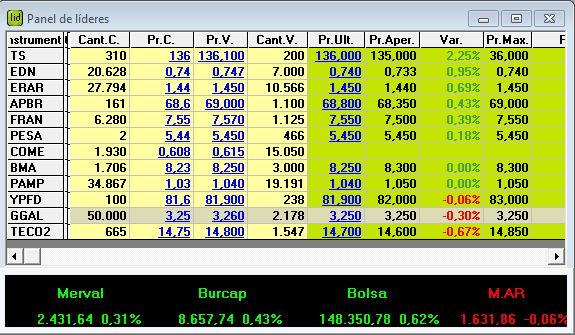 lid Panel de líderes
Instrument Cant.C. Pr.C. Pr.V. Cant.V. Pr.Ult. Pr.Aper. Var. Pr.Max. F
TS 310 136 136,100 200 136,000 135,000 2,25% 36,000
EDN 20.628 0,74 0,747 7.000 0,740 0,733 0,95% 0,740
ERAR 27.794 1,44 1,450 10.566 1,450 1,440 0,69% 1,450
APBR 161 68,6 69,000 1.100 68,800 68,350 0,43% 69,000
FRAN 6.280 7,55 7,570 1.125 7,550 7,500 0,39% 7,550
PESA 2 5,44 5,450 466 5,450 5,450 0,18% 5,450
COME 1.930 0,608 0,615 15.050
BMA 1.706 8,23 8,250 3.000 8,250 8,300 0,00% 8,300
PAMP 34.867 1,03 1,040 19.191 1,040 1,050 0,00% 1,050
YPFD 100 81,6 81,900 238 81,900 82,000 -0,06% 83,000
GGAL 50.000 3,25 3,260 2.178 3,250 3,250 -0,30% 3,250
TECO2 665 14,75 14,800 1.547 14,700 14,600 -0,67% 14,850
Merval Burcap Bolsa M.AR
2.431,64 0,31% 8.657,74 0,43% 148.350,78 0,62% 1.631,86 -0,06%